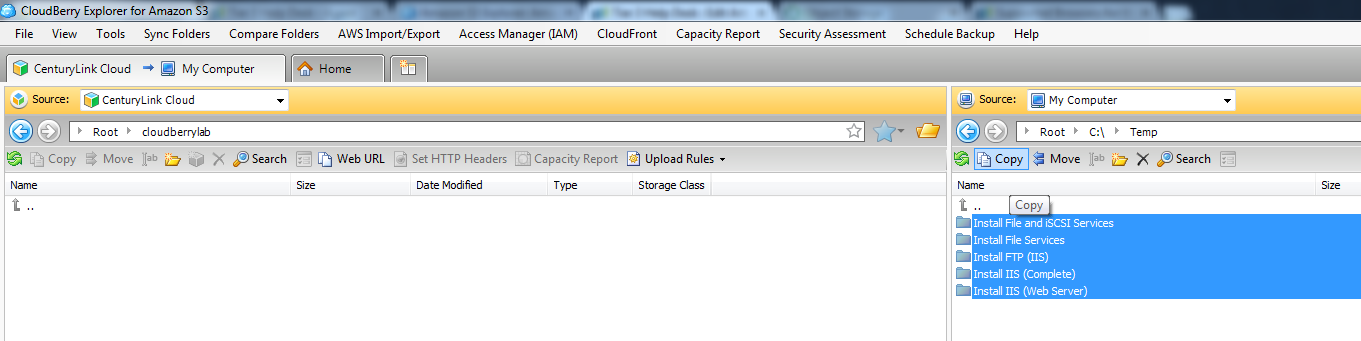 CloudBerry Explorer for Amazon S3
File View Tools Sync Folders Compare Folders AWS Import/Export Access Manager (IAM) CloudFront Capacity Report Security Assessment Schedule Backup Help
CenturyLink Cloud → My Computer Home
Source: CenturyLink Cloud
Root cloudberrylab
Copy Move Iab Search Web URL Set HTTP Headers Capacity Report Upload Rules
Name Size Date Modified Type Storage Class
..
Source: My Computer
Root C:\ Temp
Copy Move Iab Search
Name Size
..
Copy
Install File and iSCSI Services
Install File Services
Install FTP (IIS)
Install IIS (Complete)
Install IIS (Web Server)